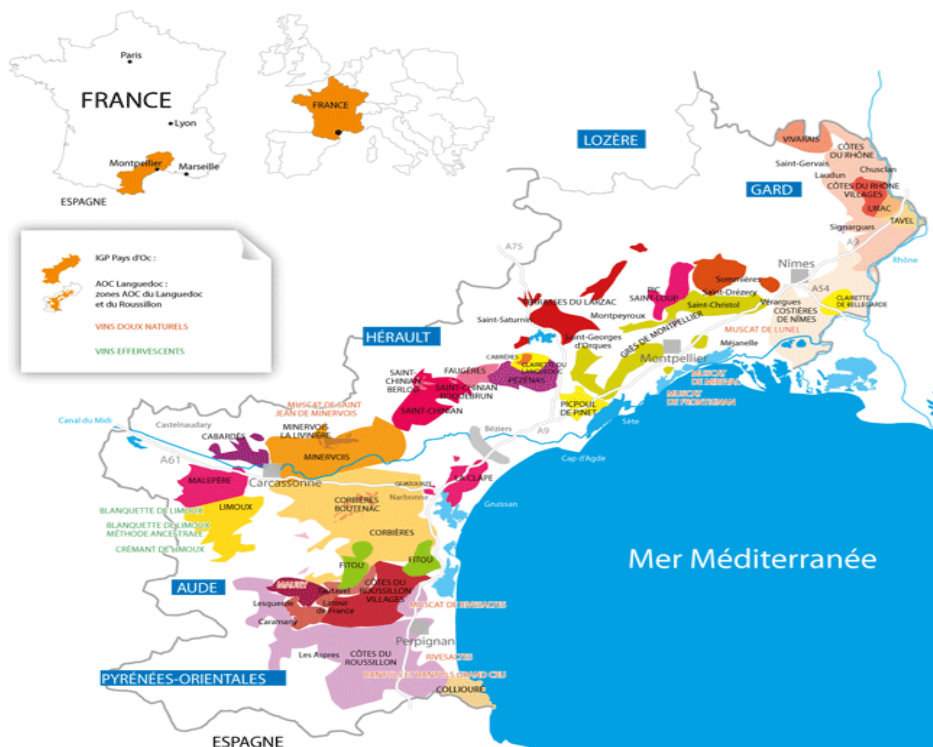 Paris
FRANCE
Lyon
Montpellier
Marseille
ESPAGNE
FRANCE
IGP Pays d'Oc :
AOC Languedoc :
zones AOC du Languedoc
et du Roussillon
VINS DOUX NATURELS
VINS EFFERVESCENTS
LOZÈRE
GARD
HÉRAULT
AUDE
PYRÉNÉES-ORIENTALES
ESPAGNE
Mer Méditerranée
VIVARAIS
CÔTES
DU RHÔNE
Saint-Gervais
Chusclan
Laudun
CÔTES DU RHÔNE
VILLAGES
LIRAC
TAVEL
Signargues
A9
Rhône
Nîmes
A54
CLAIRETTE
DE BELLEGARDE
COSTIÈRES
DE NÎMES
A75
TERRASSES DU LARZAC
PIC
SAINT-LOUP
Sommières
Saint-Drézery
Saint-Christol
Vérargues
Montpeyroux
Saint-Saturnin
Saint-Georges
d'Orques
GRÈS DE MONTPELLIER
MUSCAT DE LUNEL
Montpellier
Méjanelle
MUSCAT
DE MIREVAL
MUSCAT
DE FRONTIGNAN
CABRIÈRES
CLAIRETTE DU
LANGUEDOC
PÉZENAS
FAUGÈRES
SAINT-
CHINIAN
BERLOU
SAINT-CHINIAN
ROQUEBRUN
SAINT-CHINIAN
PICPOUL
DE PINET
Sète
Béziers
A9
Cap d'Agde
MUSCAT DE SAINT
JEAN DE MINERVOIS
Canal du Midi
Castelnaudary
CABARDÈS
MINERVOIS
LA LIVINIÈRE
MINERVOIS
A61
Carcassonne
MALEPÈRE
LIMOUX
QUATOURZE
LA CLAPE
Narbonne
Gruissan
CORBIÈRES
BOUTENAC
CORBIÈRES
BLANQUETTE DE LIMOUX
BLANQUETTE DE LIMOUX
MÉTHODE ANCESTRALE
CRÉMANT DE LIMOUX
FITOU
FITOU
MAURY
Tautavel
CÔTES DU
ROUSSILLON
VILLAGES
Lesquerde
Latour
de France
Caramany
MUSCAT DE RIVESALTES
Perpignan
Les Aspres
CÔTES DU
ROUSSILLON
RIVESALTES
BANYULS ET BANYULS GRAND CRU
COLLIOURE